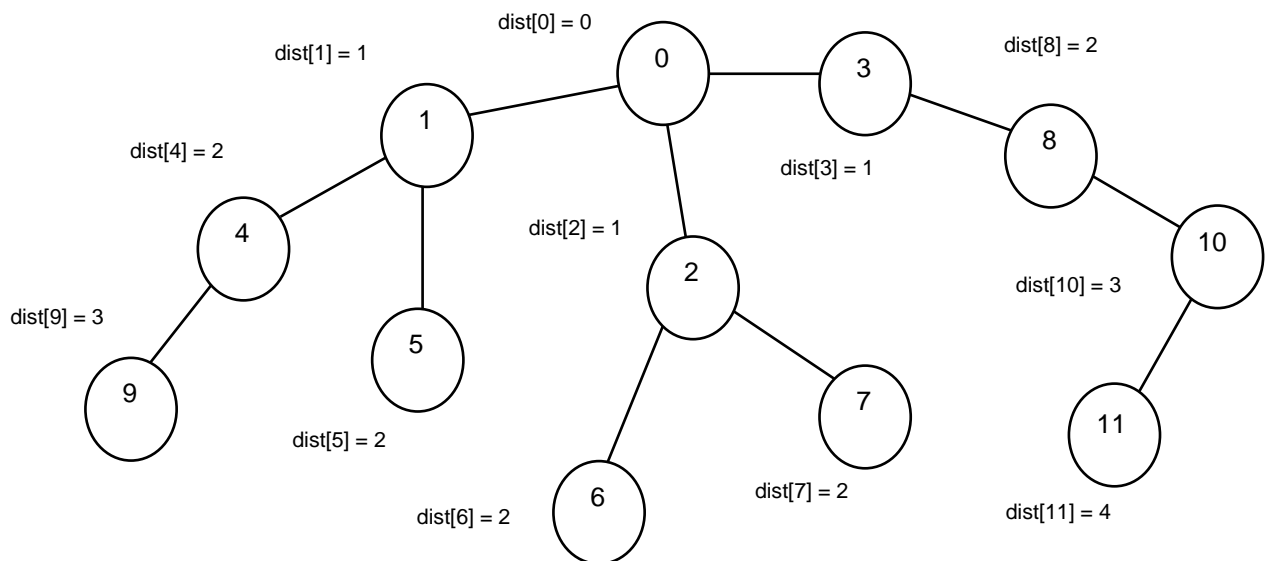 dist[0] = 0
dist[1] = 1
0
3
dist[8] = 2
1
8
dist[4] = 2
dist[3] = 1
4
dist[2] = 1
10
2
dist[10] = 3
dist[9] = 3
5
9
7
11
dist[5] = 2
6
dist[7] = 2
dist[6] = 2
dist[11] = 4